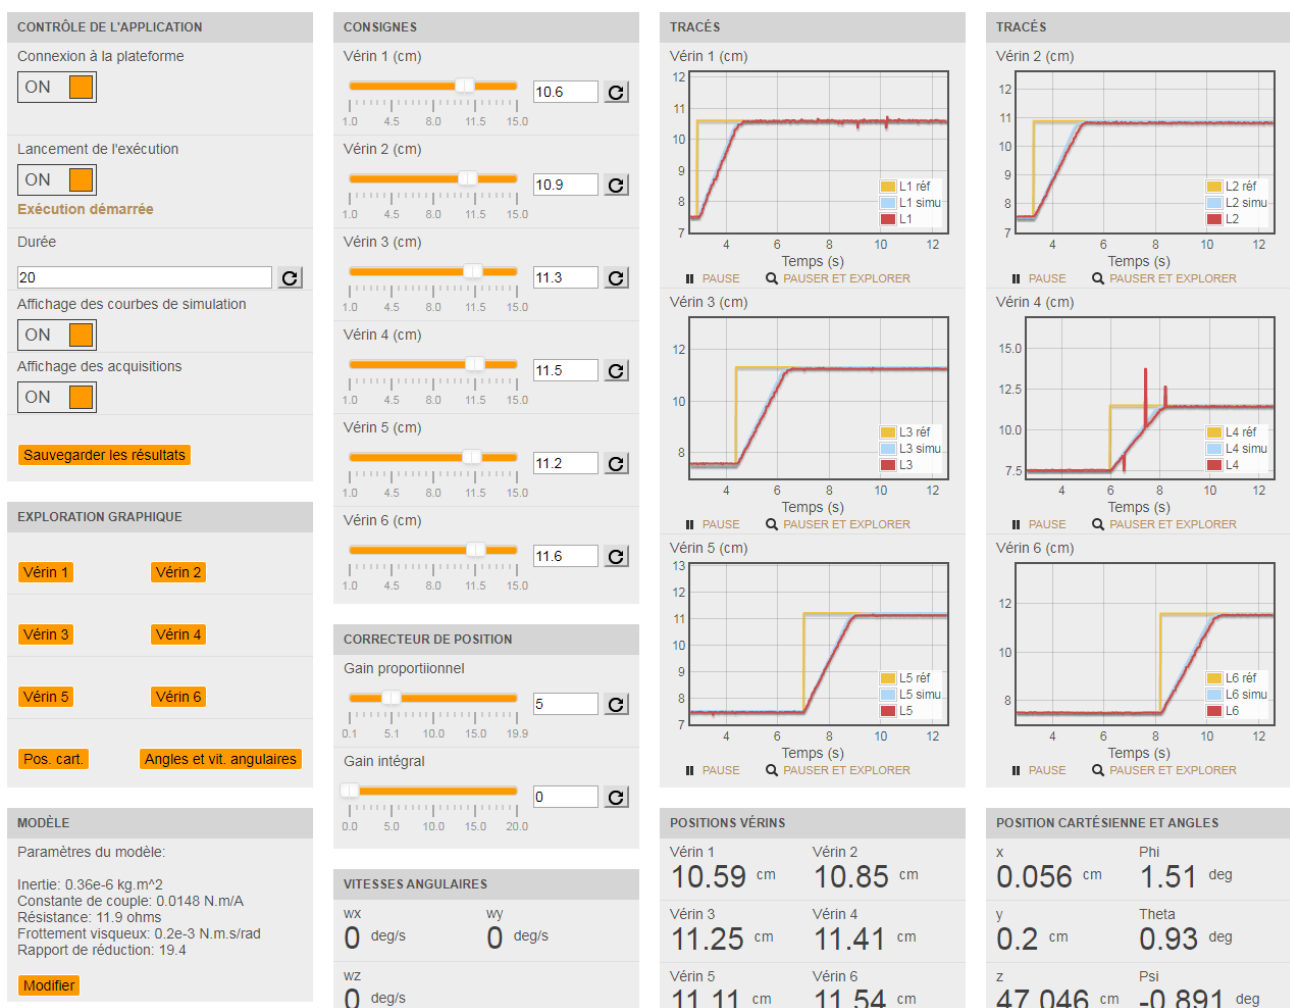 CONTRÔLE DE L'APPLICATION
Connexion à la plateforme
ON
Lancement de l'exécution
ON
Exécution démarrée
Durée
20
Affichage des courbes de simulation
ON
Affichage des acquisitions
ON
Sauvegarder les résultats
EXPLORATION GRAPHIQUE
Vérin 1 Vérin 2
Vérin 3 Vérin 4
Vérin 5 Vérin 6
Pos. cart. Angles et vit. angulaires
MODÈLE
Paramètres du modèle:
Inertie: 0.36e-6 kg.m^2
Constante de couple: 0.0148 N.m/A
Résistance: 11.9 ohms
Frottement visqueux: 0.2e-3 N.m.s/rad
Rapport de réduction: 19.4
Modifier
CONSIGNES
Vérin 1 (cm)
10.6
1.0 4.5 8.0 11.5 15.0
Vérin 2 (cm)
10.9
1.0 4.5 8.0 11.5 15.0
Vérin 3 (cm)
11.3
1.0 4.5 8.0 11.5 15.0
Vérin 4 (cm)
11.5
1.0 4.5 8.0 11.5 15.0
Vérin 5 (cm)
11.2
1.0 4.5 8.0 11.5 15.0
Vérin 6 (cm)
11.6
1.0 4.5 8.0 11.5 15.0
CORRECTEUR DE POSITION
Gain proportiionnel
5
0.1 5.1 10.0 15.0 19.9
Gain intégral
0
0.0 5.0 10.0 15.0 20.0
VITESSES ANGULAIRES
wx wy
0 deg/s 0 deg/s
wz
0 deg/s
TRACÉS
Vérin 1 (cm)
12
11
10
9
8
7
L1 réf
L1 simu
L1
4 6 8 10 12
Temps (s)
PAUSE PAUSER ET EXPLORER
Vérin 3 (cm)
12
10
8
L3 réf
L3 simu
L3
4 6 8 10 12
Temps (s)
PAUSE PAUSER ET EXPLORER
Vérin 5 (cm)
13
12
11
10
9
8
7
L5 réf
L5 simu
L5
4 6 8 10 12
Temps (s)
PAUSE PAUSER ET EXPLORER
POSITIONS VÉRINS
Vérin 1 Vérin 2
10.59 cm 10.85 cm
Vérin 3 Vérin 4
11.25 cm 11.41 cm
Vérin 5 Vérin 6
11.11 cm 11.54 cm
TRACÉS
Vérin 2 (cm)
12
11
10
9
8
7
L2 réf
L2 simu
L2
4 6 8 10 12
Temps (s)
PAUSE PAUSER ET EXPLORER
Vérin 4 (cm)
15.0
12.5
10.0
7.5
L4 réf
L4 simu
L4
4 6 8 10 12
Temps (s)
PAUSE PAUSER ET EXPLORER
Vérin 6 (cm)
12
10
8
L6 réf
L6 simu
L6
4 6 8 10 12
Temps (s)
PAUSE PAUSER ET EXPLORER
POSITION CARTÉSIENNE ET ANGLES
x Phi
0.056 cm 1.51 deg
y Theta
0.2 cm 0.93 deg
z Psi
47.046 cm -0.891 deg